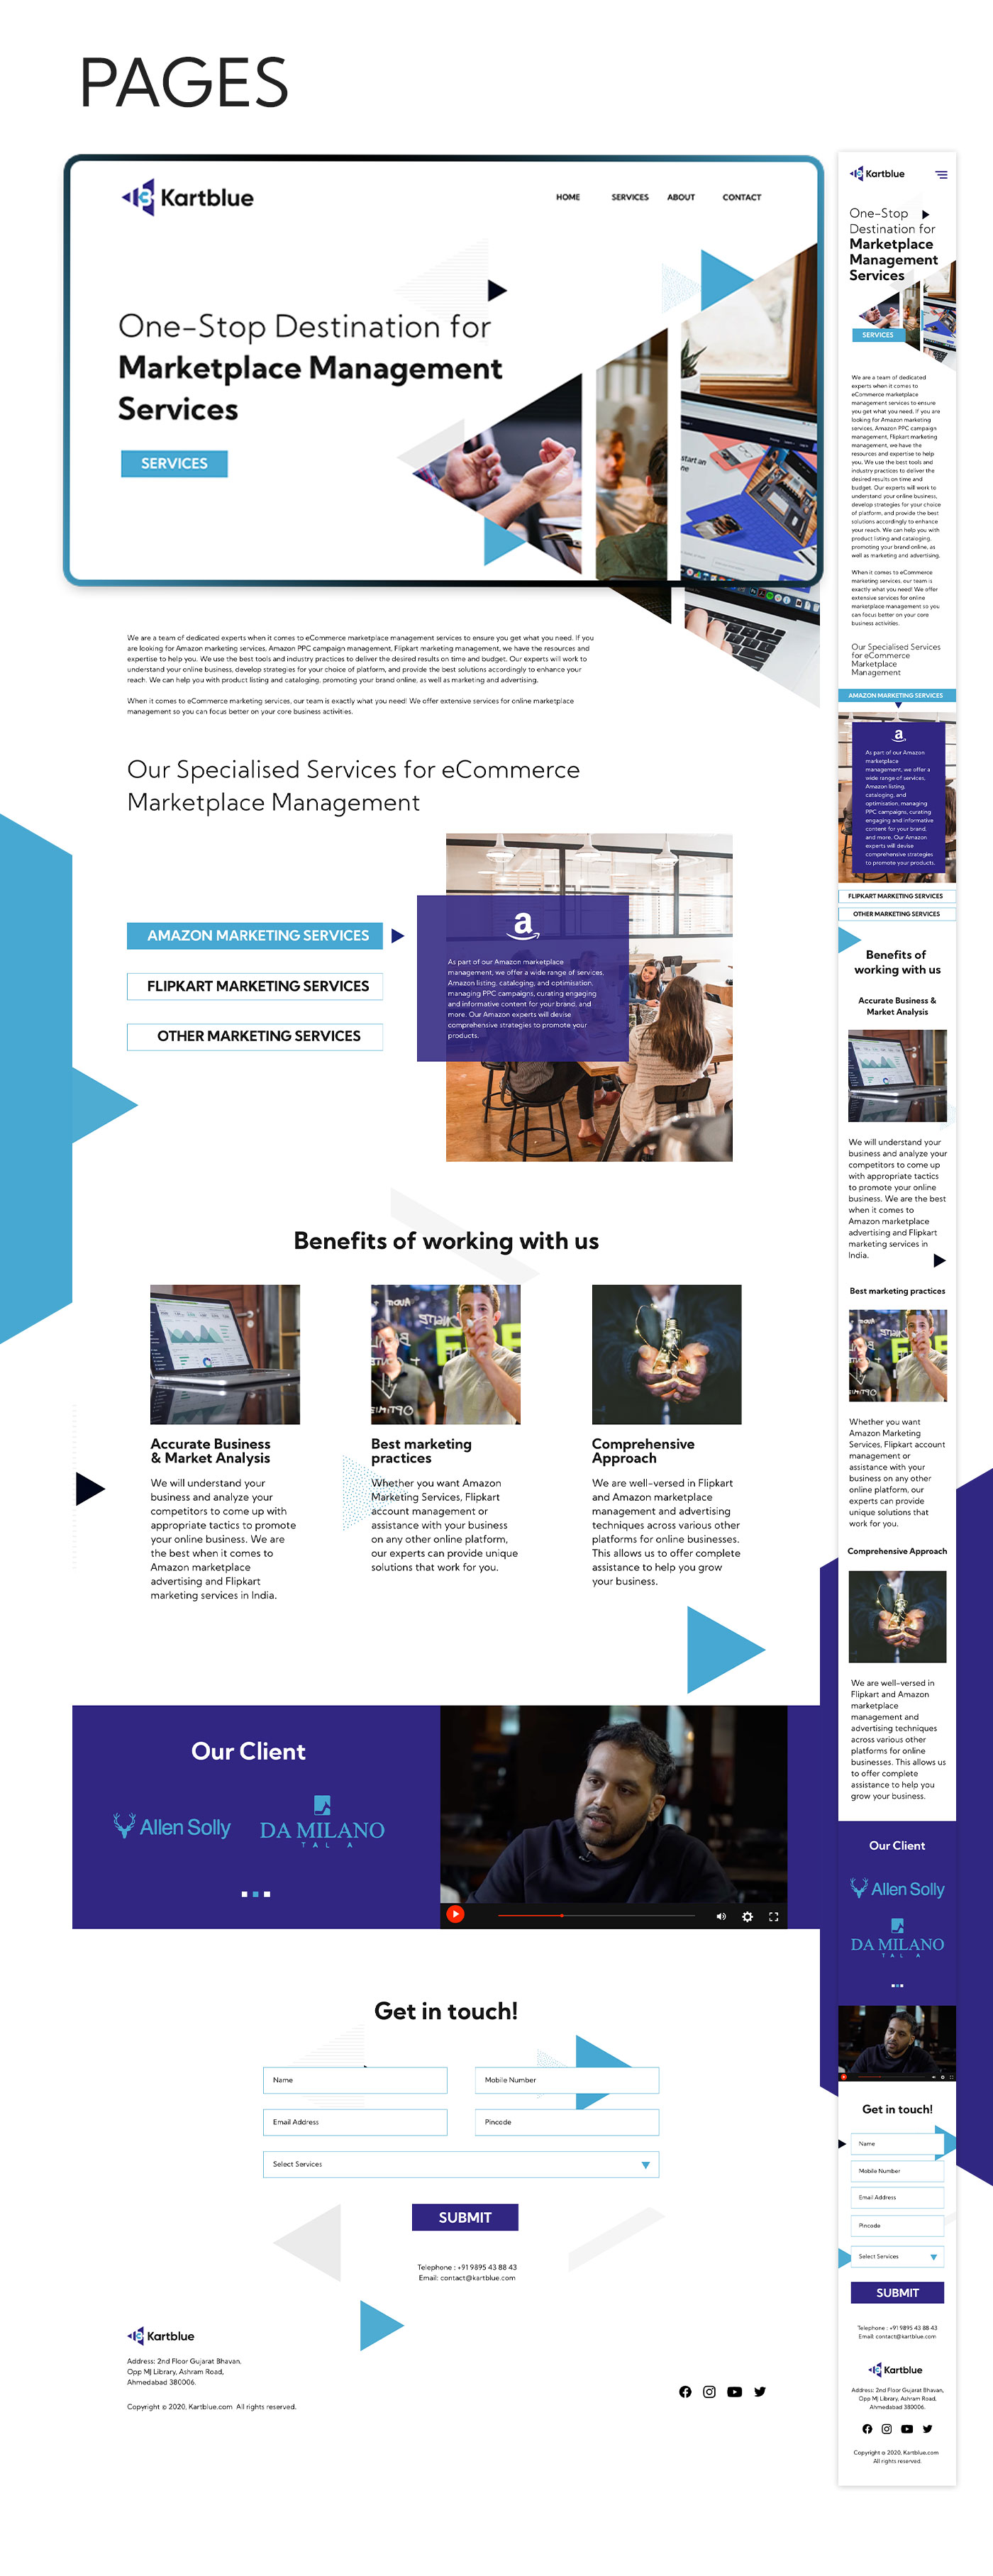 PAGES
Kartblue
HOME
SERVICES
ABOUT
CONTACT
One-Stop Destination for
Marketplace Management
Services
SERVICES
We are a team of dedicated experts when it comes to eCommerce marketplace management services to ensure you get what you need. If you
are looking for Amazon marketing services, Amazon PPC campaign management, Flipkart marketing management, we have the resources and
expertise to help you. We use the best tools and industry practices to deliver the desired results on time and budget. Our experts will work to
understand your online business, develop strategies for your choice of platform, and provide the best solutions accordingly to enhance your
reach. We can help you with product listing and cataloging, promoting your brand online, as well as marketing and advertising.
When it comes to eCommerce marketing services, our team is exactly what you need! We offer extensive services for online marketplace
management so you can focus better on your core business activities.
Our Specialised Services for eCommerce
Marketplace Management
AMAZON MARKETING SERVICES
FLIPKART MARKETING SERVICES
OTHER MARKETING SERVICES
a
As part of our Amazon marketplace
management, we offer a wide range of services,
Amazon listing, cataloging, and optimisation,
managing PPC campaigns, curating engaging
and informative content for your brand, and
more. Our Amazon experts will devise
comprehensive strategies to promote your
products.
Benefits of working with us
Accurate Business
& Market Analysis
We will understand your
business and analyze your
competitors to come up with
appropriate tactics to promote
your online business. We are
the best when it comes to
Amazon marketplace
advertising and Flipkart
marketing services in India.
Best marketing
practices
Whether you want Amazon
Marketing Services, Flipkart
account management or
assistance with your business
on any other online platform,
our experts can provide unique
solutions that work for you.
Comprehensive
Approach
We are well-versed in Flipkart
and Amazon marketplace
management and advertising
techniques across various other
platforms for online businesses.
This allows us to offer complete
assistance to help you grow
your business.
Our Client
Allen Solly
DA MILANO
TALA
Get in touch!
Name
Mobile Number
Email Address
Pincode
Select Services
SUBMIT
Telephone : +91 9895 43 88 43
Email: contact@kartblue.com
Kartblue
Address: 2nd Floor Gujarat Bhavan,
Opp MJ Library, Ashram Road,
Ahmedabad 380006.
Copyright © 2020, Kartblue.com All rights reserved.
Kartblue
One-Stop
Destination for
Marketplace
Management
Services
SERVICES
We are a team of dedicated
experts when it comes to
eCommerce marketplace
management services to ensure
you get what you need. If you are
looking for Amazon marketing
services, Amazon PPC campaign
management, Flipkart marketing
management, we have the
resources and expertise to help
you. We use the best tools and
industry practices to deliver the
desired results on time and
budget. Our experts will work to
understand your online business,
develop strategies for your choice
of platform, and provide the best
solutions accordingly to enhance
your reach. We can help you with
product listing and cataloging,
promoting your brand online, as
well as marketing and advertising.
When it comes to eCommerce
marketing services, our team is
exactly what you need! We offer
extensive services for online
marketplace management so you
can focus better on your core
business activities.
Our Specialised Services
for eCommerce
Marketplace
Management
AMAZON MARKETING SERVICES
a
As part of our Amazon
marketplace
management, we offer a
wide range of services,
Amazon listing,
cataloging, and
optimisation, managing
PPC campaigns, curating
engaging and informative
content for your brand,
and more. Our Amazon
experts will devise
comprehensive strategies
to promote your products.
FLIPKART MARKETING SERVICES
OTHER MARKETING SERVICES
Benefits of
working with us
Accurate Business &
Market Analysis
We will understand your
business and analyze your
competitors to come up
with appropriate tactics
to promote your online
business. We are the best
when it comes to
Amazon marketplace
advertising and Flipkart
marketing services in
India.
Best marketing practices
Whether you want
Amazon Marketing
Services, Flipkart account
management or
assistance with your
business on any other
online platform, our
experts can provide
unique solutions that
work for you.
Comprehensive Approach
We are well-versed in
Flipkart and Amazon
marketplace
management and
advertising techniques
across various other
platforms for online
businesses. This allows us
to offer complete
assistance to help you
grow your business.
Our Client
Allen Solly
DA MILANO
TALA
Get in touch!
Name
Mobile Number
Email Address
Pincode
Select Services
SUBMIT
Telephone : +91 9895 43 88 43
Email: contact@kartblue.com
Kartblue
Address: 2nd Floor Gujarat Bhavan,
Opp MJ Library, Ashram Road,
Ahmedabad 380006.
Copyright © 2020, Kartblue.com
All rights reserved.